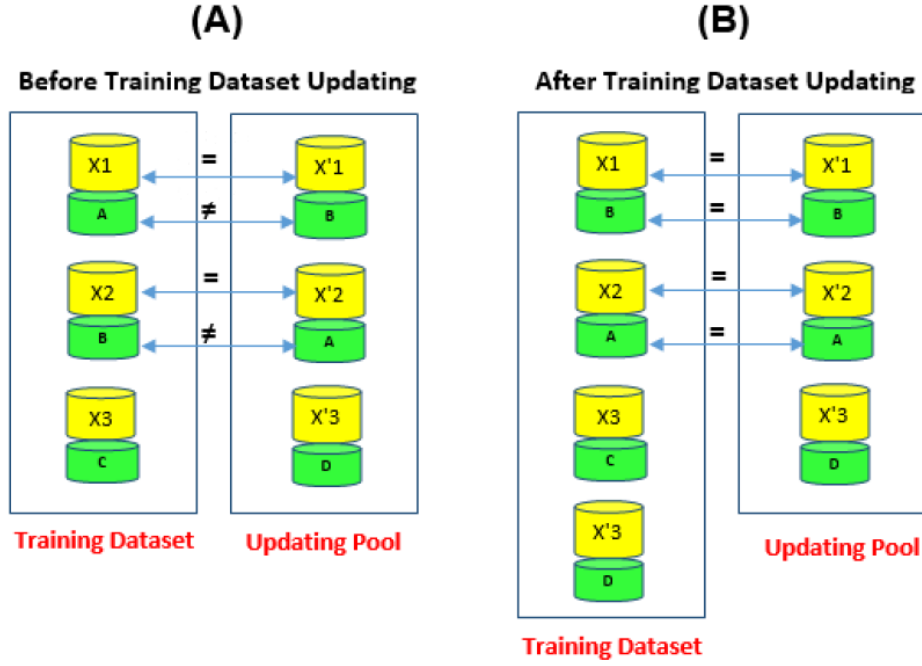 (A)
Before Training Dataset Updating
X1
=
X'1
A
≠
B
X2
=
X'2
B
≠
A
X3
X'3
C
D
Training Dataset
Updating Pool
(B)
After Training Dataset Updating
X1
=
X'1
B
=
B
X2
=
X'2
A
=
A
X3
X'3
C
D
X'3
D
Updating Pool
Training Dataset